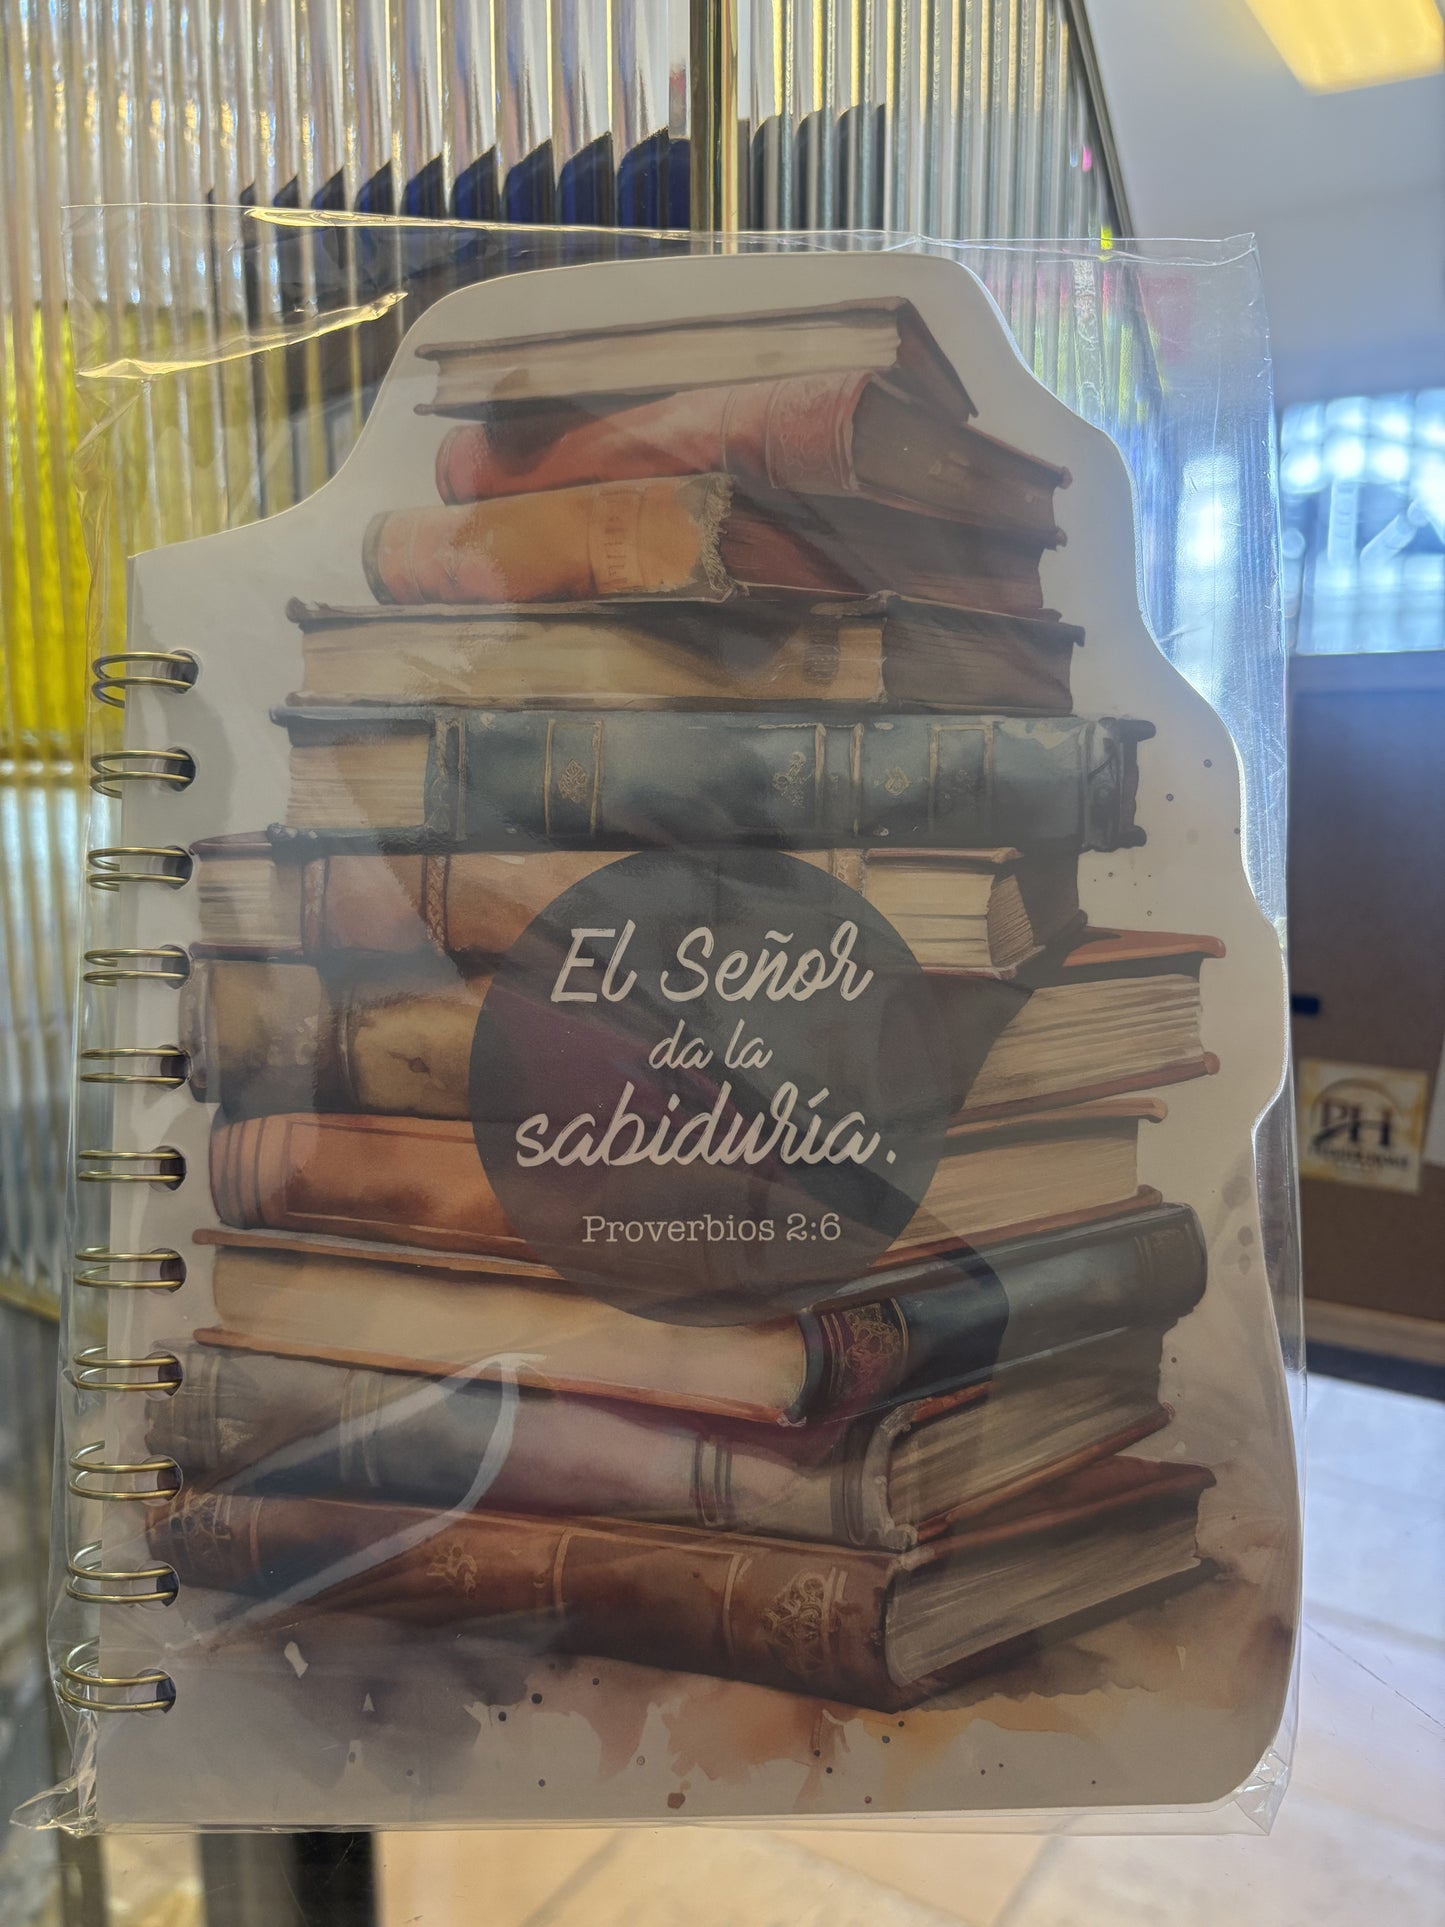 El Señor
da la
sabiduría.
Proverbios 2:6
PH